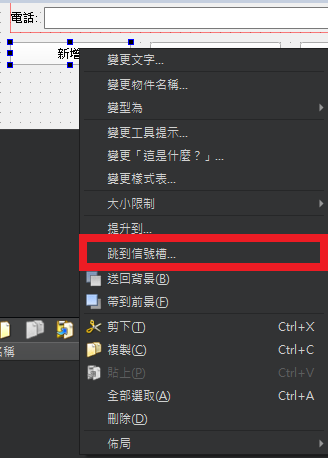 電話:
新增
變更文字...
變更物件名稱...
變型為
變更工具提示...
變更「這是什麼？」...
變更樣式表...
大小限制
提升到...
跳到信號槽...
送回背景(B)
帶到前景(F)
剪下(T) Ctrl+X
複製(C) Ctrl+C
貼上(P) Ctrl+V
名稱
全部選取(A) Ctrl+A
刪除(D)
佈局